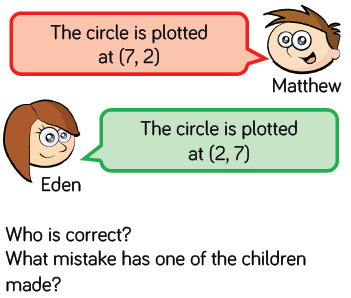 The circle is plotted
at (7, 2)
Matthew
The circle is plotted
at (2, 7)
Eden
Who is correct?
What mistake has one of the children
made?